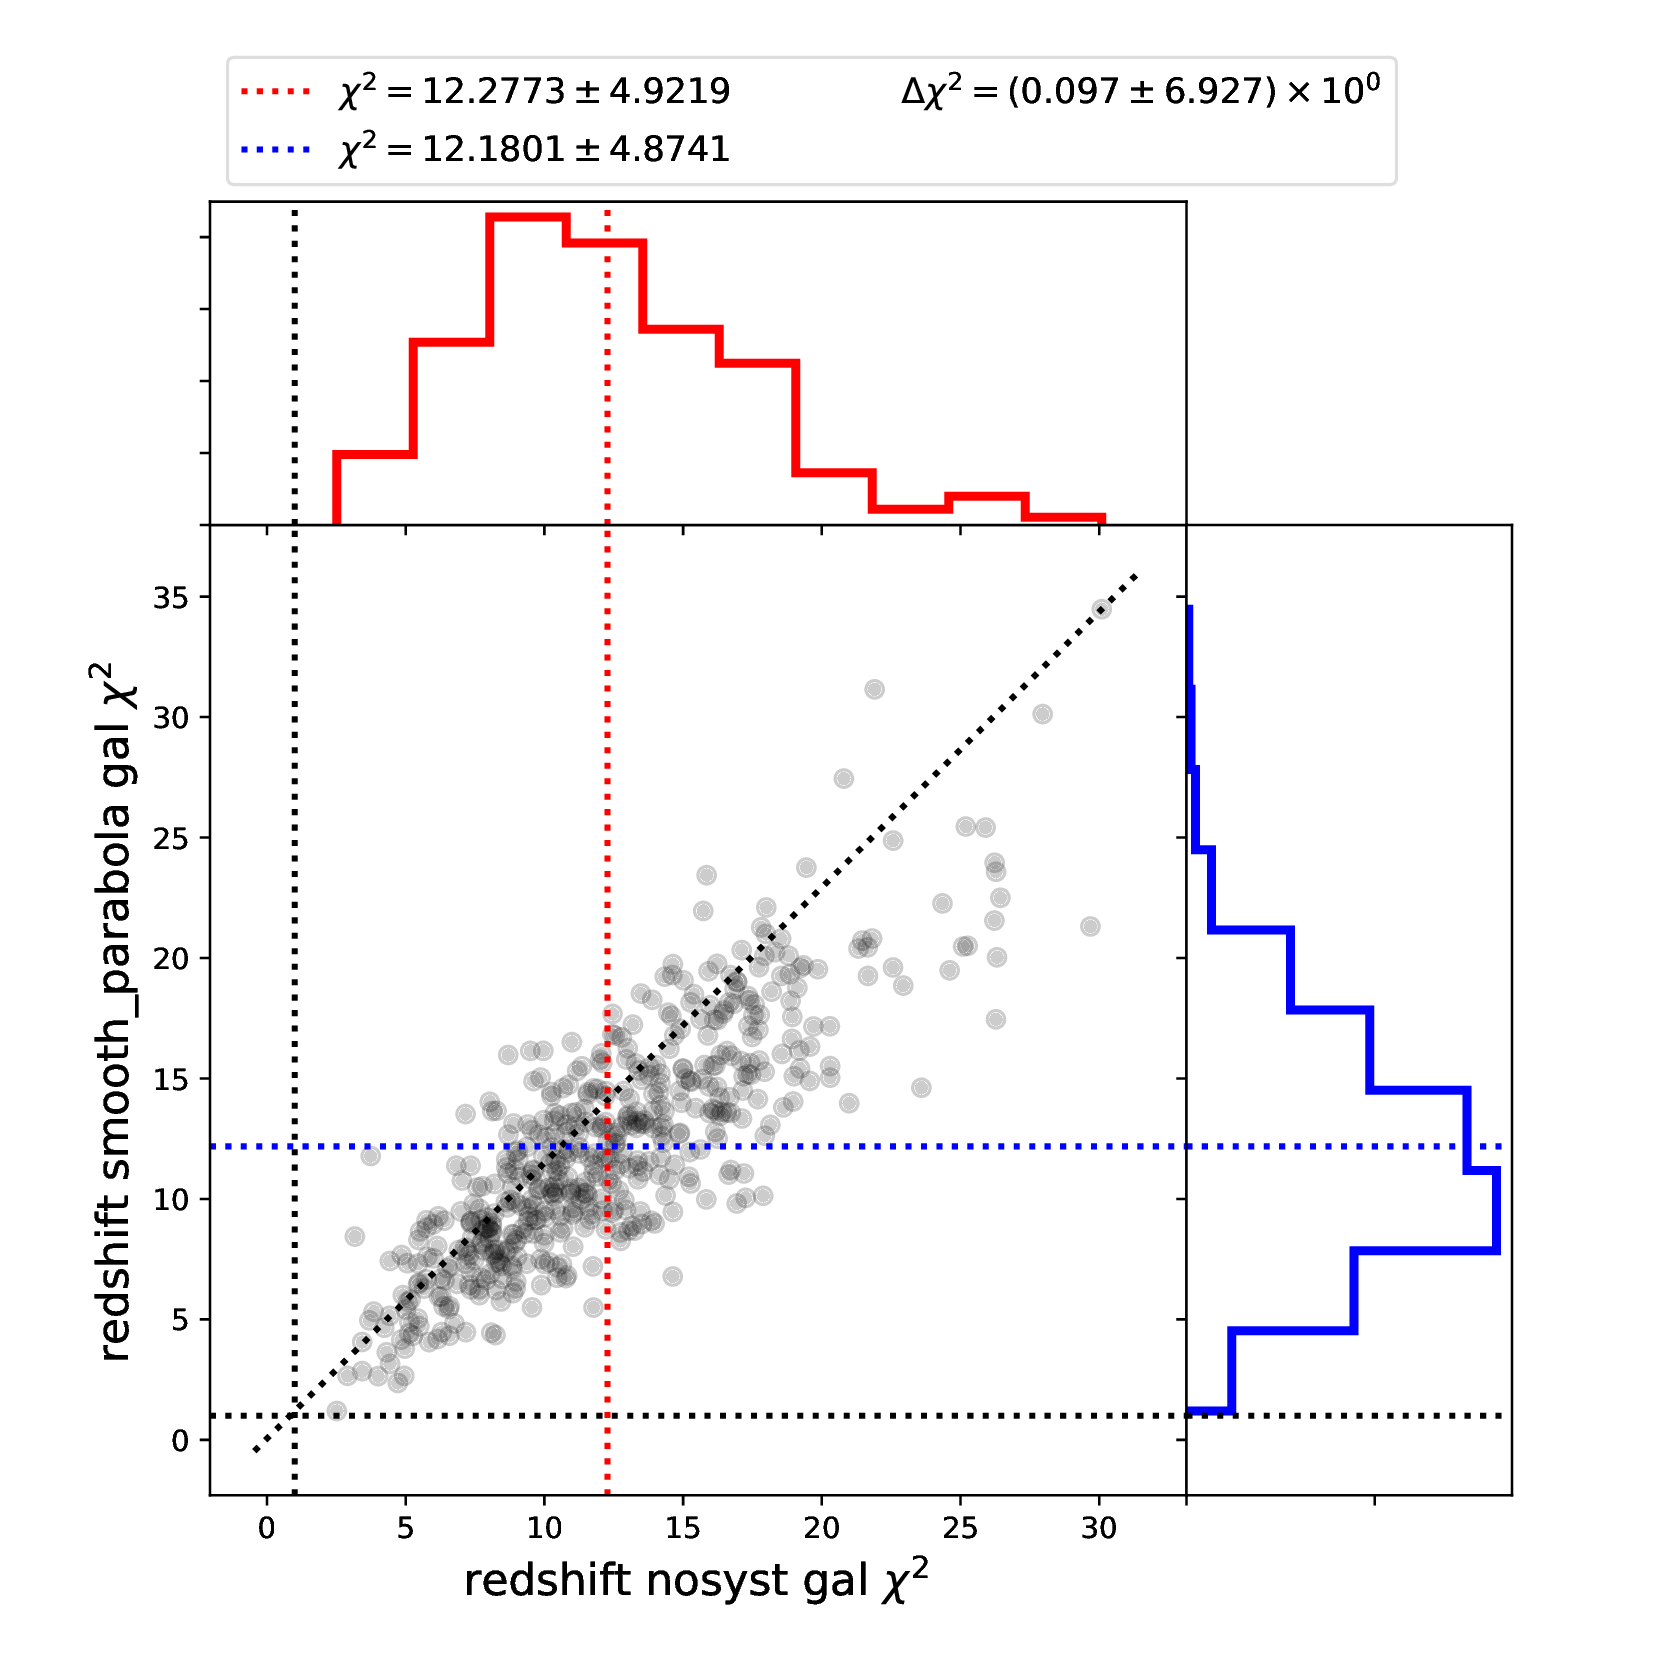 χ² = 12.2773 ± 4.9219
Δχ² = (0.097 ± 6.927) × 10⁰
χ² = 12.1801 ± 4.8741
35
30
25
20
15
10
5
0
redshift smooth_parabola gal χ²
0 5 10 15 20 25 30
redshift nosyst gal χ²